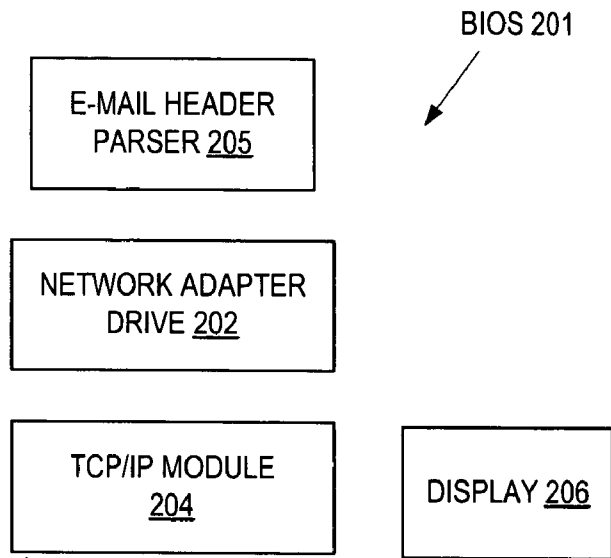 BIOS 201
E-MAIL HEADER
PARSER 205
NETWORK ADAPTER
DRIVE 202
TCP/IP MODULE
204
DISPLAY 206